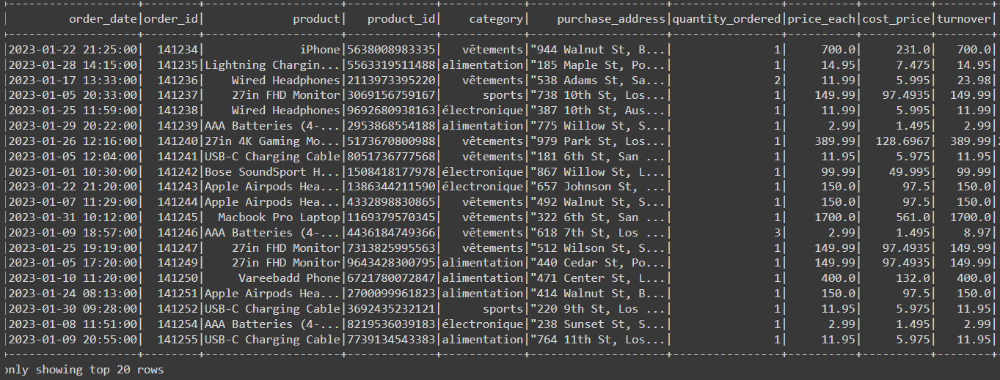 | order_date|order_id| product| product_id| category| purchase_address|quantity_ordered|price_each|cost_price|turnover|
|2023-01-22 21:25:00| 141234| iPhone|5638008983335| vêtements|"944 Walnut St, B...| 1| 700.0| 231.0| 700.0|
|2023-01-28 14:15:00| 141235|Lightning Chargin...|5563319511488|alimentation|"185 Maple St, Po...| 1| 14.95| 7.475| 14.95|
|2023-01-17 13:33:00| 141236| Wired Headphones|2113973395220| vêtements|"538 Adams St, Sa...| 2| 11.99| 5.995| 23.98|
|2023-01-05 20:33:00| 141237| 27in FHD Monitor|3069156759167| sports|"738 10th St, Los...| 1| 149.99| 97.4935| 149.99|
|2023-01-25 11:59:00| 141238| Wired Headphones|9692680938163|électronique|"387 10th St, Aus...| 1| 11.99| 5.995| 11.99|
|2023-01-29 20:22:00| 141239|AAA Batteries (4-...|2953868554188|alimentation|"775 Willow St, S...| 1| 2.99| 1.495| 2.99|
|2023-01-26 12:16:00| 141240|27in 4K Gaming Mo...|5173670800988| vêtements|"979 Park St, Los...| 1| 389.99| 128.6967| 389.99|
|2023-01-05 12:04:00| 141241|USB-C Charging Cable|8051736777568| vêtements|"181 6th St, San ...| 1| 11.95| 5.975| 11.95|
|2023-01-01 10:30:00| 141242|Bose SoundSport H...|1508418177978|électronique|"867 Willow St, L...| 1| 99.99| 49.995| 99.99|
|2023-01-22 21:20:00| 141243|Apple Airpods Hea...|1386344211590|électronique|"657 Johnson St, ...| 1| 150.0| 97.5| 150.0|
|2023-01-07 11:29:00| 141244|Apple Airpods Hea...|4332898830865| vêtements|"492 Walnut St, S...| 1| 150.0| 97.5| 150.0|
|2023-01-31 10:12:00| 141245| Macbook Pro Laptop|1169379570345| vêtements|"322 6th St, San ...| 1| 1700.0| 561.0| 1700.0|
|2023-01-09 18:57:00| 141246|AAA Batteries (4-...|4436184749366| vêtements|"618 7th St, Los ...| 3| 2.99| 1.495| 8.97|
|2023-01-25 19:19:00| 141247| 27in FHD Monitor|7313825995563| vêtements|"512 Wilson St, S...| 1| 149.99| 97.4935| 149.99|
|2023-01-05 17:20:00| 141249| 27in FHD Monitor|9643428300795|alimentation|"440 Cedar St, Po...| 1| 149.99| 97.4935| 149.99|
|2023-01-10 11:20:00| 141250| Vareebadd Phone|6721780072847|alimentation|"471 Center St, L...| 1| 400.0| 132.0| 400.0|
|2023-01-24 08:13:00| 141251|Apple Airpods Hea...|2700099961823|alimentation|"414 Walnut St, B...| 1| 150.0| 97.5| 150.0|
|2023-01-30 09:28:00| 141252|USB-C Charging Cable|3692435232121| sports|"220 9th St, Los ...| 1| 11.95| 5.975| 11.95|
|2023-01-08 11:51:00| 141254|AAA Batteries (4-...|8219536039183|électronique|"238 Sunset St, S...| 1| 2.99| 1.495| 2.99|
|2023-01-09 20:55:00| 141255|USB-C Charging Cable|7739134543383|alimentation|"764 11th St, Los...| 1| 11.95| 5.975| 11.95|
only showing top 20 rows